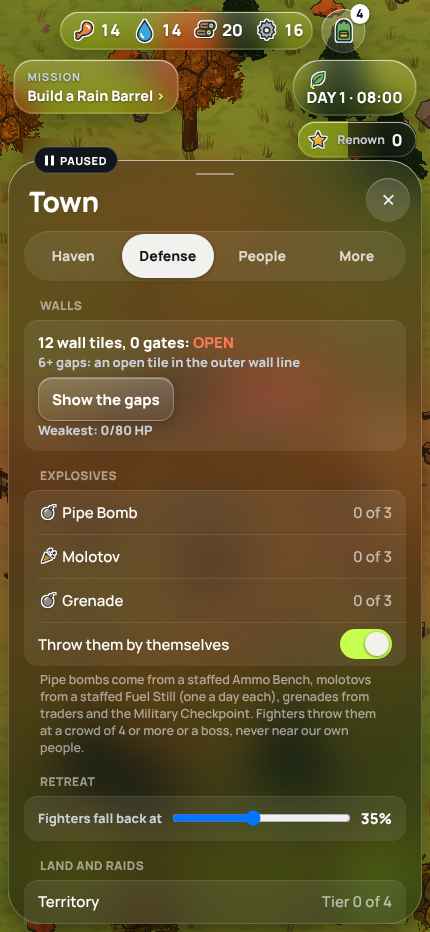 14 14 20 16 4
MISSION
Build a Rain Barrel ›
DAY 1 · 08:00
Renown 0
PAUSED
Town
Haven Defense People More
WALLS
12 wall tiles, 0 gates: OPEN
6+ gaps: an open tile in the outer wall line
Show the gaps
Weakest: 0/80 HP
EXPLOSIVES
Pipe Bomb 0 of 3
Molotov 0 of 3
Grenade 0 of 3
Throw them by themselves
Pipe bombs come from a staffed Ammo Bench, molotovs
from a staffed Fuel Still (one a day each), grenades from
traders and the Military Checkpoint. Fighters throw them
at a crowd of 4 or more or a boss, never near our own
people.
RETREAT
Fighters fall back at 35%
LAND AND RAIDS
Territory Tier 0 of 4